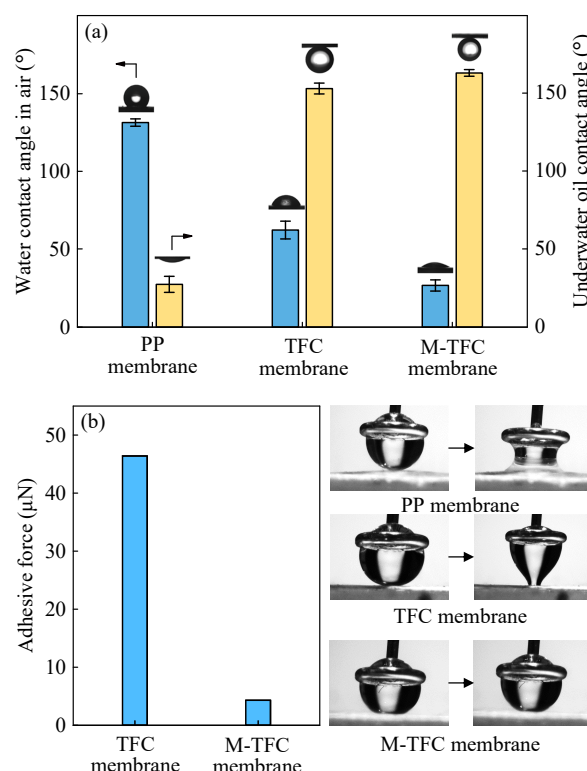 (a)
Water contact angle in air (°)
150
100
50
0
Underwater oil contact angle (°)
150
100
50
0
PP
membrane
TFC
membrane
M-TFC
membrane
(b)
Adhesive force (µN)
50
40
30
20
10
0
TFC
membrane
M-TFC
membrane
PP membrane
TFC membrane
M-TFC membrane